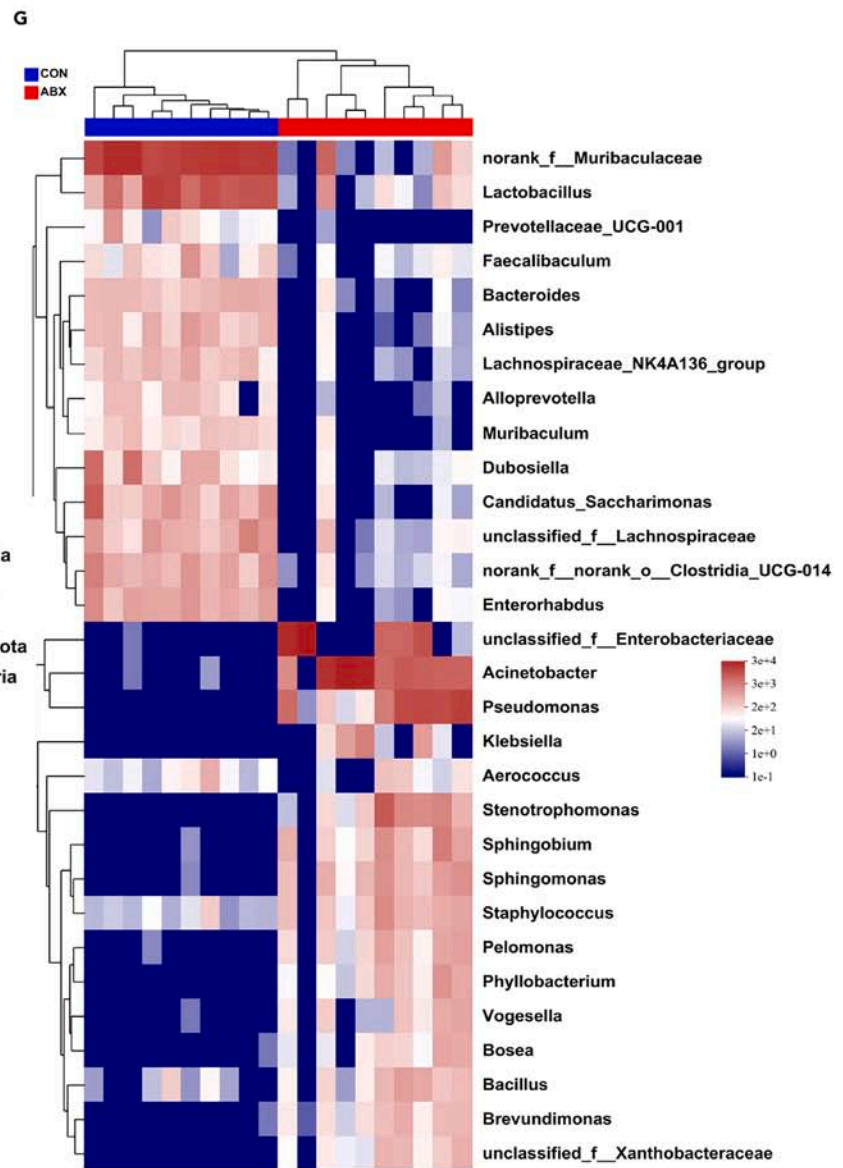 G
CON
ABX
norank_f__Muribaculaceae
Lactobacillus
Prevotellaceae_UCG-001
Faecalibaculum
Bacteroides
Alistipes
Lachnospiraceae_NK4A136_group
Alloprevotella
Muribaculum
Dubosiella
Candidatus_Saccharimonas
unclassified_f__Lachnospiraceae
a
norank_f__norank_o__Clostridia_UCG-014
Enterorhabdus
unclassified_f__Enterobacteriaceae
ota
Acinetobacter
ria
Pseudomonas
Klebsiella
Aerococcus
Stenotrophomonas
Sphingobium
Sphingomonas
Staphylococcus
Pelomonas
Phyllobacterium
Vogesella
Bosea
Bacillus
Brevundimonas
unclassified_f__Xanthobacteraceae
3e+4
3e+3
2e+2
2e+1
1e+0
1e-1